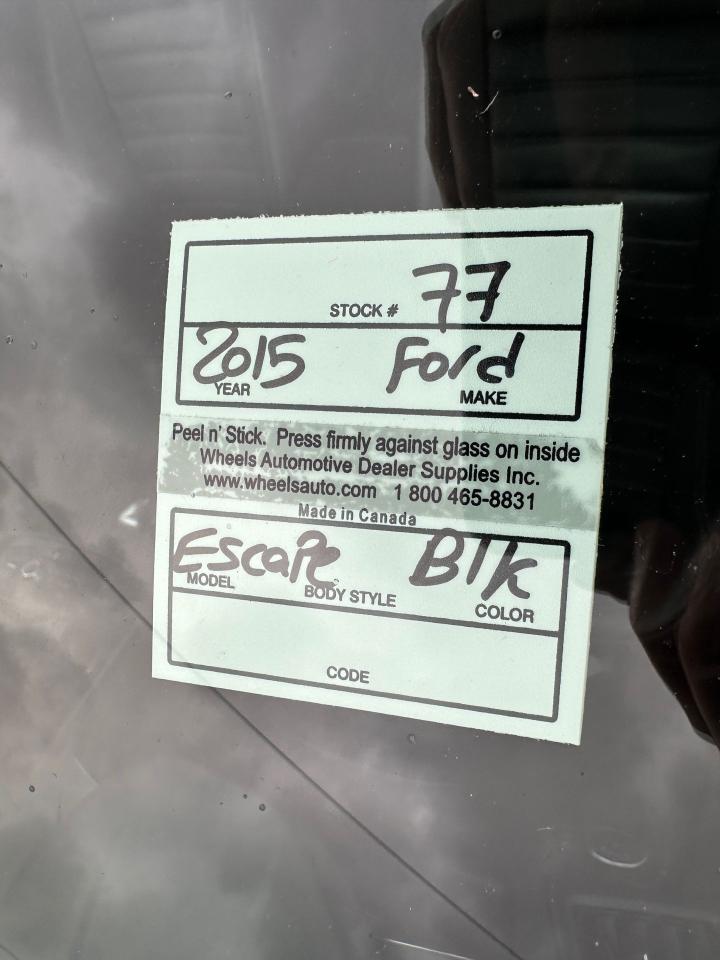 77
STOCK #
2015 Ford
YEAR MAKE
Peel n' Stick. Press firmly against glass on inside
Wheels Automotive Dealer Supplies Inc.
www.wheelsauto.com 1 800 465-8831
Made in Canada
Escape Blk
MODEL BODY STYLE COLOR
CODE